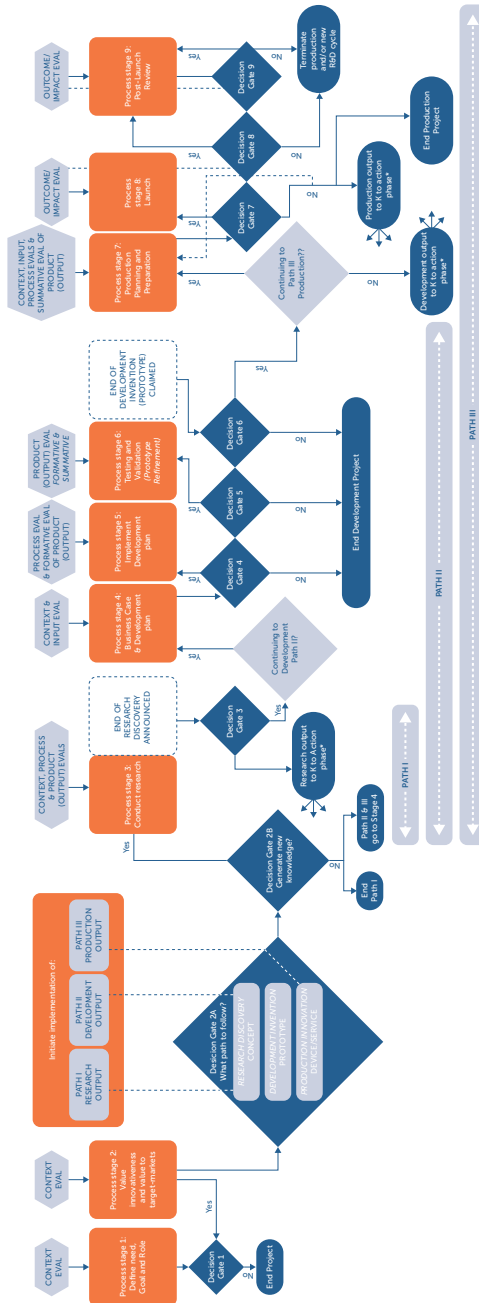 CONTEXT
EVAL
Process stage 1:
Define need,
Goal and Role
Decision
Gate 1
No
End Project
Yes
CONTEXT
EVAL
Process stage 2:
Value
innovativeness
and value to
target-markets
Initiate implementation of:
PATH I
RESEARCH
OUTPUT
PATH II
DEVELOPMENT
OUTPUT
PATH III
PRODUCTION
OUTPUT
Desicion Gate 2A
What path to follow?
RESEARCH DISCOVERY
CONCEPT
DEVELOPMENT INVENTION
PROTOTYPE
PRODUCTION INNOVATION
DEVICE/SERVICE
Decision Gate 2B
Generate new
knowledge?
Yes
No
End
Path I
Path II & III
go to Stage 4
CONTEXT, PROCESS
& PRODUCT
(OUTPUT) EVALS
Process stage 3:
Conduct research
END OF
RESEARCH
DISCOVERY
ANNOUNCED
Decision
Gate 3
Yes
Research output
to K to Action
phase*
Continuing to
Development
Path II?
Yes
CONTEXT &
INPUT EVAL
Process stage 4:
Business Case
& Development
plan
Decision
Gate 4
Yes
No
PROCESS EVAL
& FORMATIVE EVAL
OF PRODUCT
(OUTPUT)
Process stage 5:
Implement
Development
plan
Decision
Gate 5
Yes
No
PRODUCT
(OUTPUT) EVAL
FORMATIVE &
SUMMATIVE
Process stage 6:
Testing and
Validation
(Prototype
Refinement)
END OF
DEVELOPMENT
INVENTION
(PROTOTYPE)
CLAIMED
Decision
Gate 6
Yes
No
End Development Project
Continuing to
Path III
Production??
Yes
No
Development output
to K to action
phase*
CONTEXT, INPUT,
PROCESS EVALS &
SUMMATIVE EVAL OF
PRODUCT
(OUTPUT)
Process stage 7:
Production
Planning and
Preparation
Decision
Gate 7
Yes
No
Production output
to K to action
phase*
End Production
Project
OUTCOME/
IMPACT EVAL
Process
stage 8:
Launch
Decision
Gate 8
Yes
No
OUTCOME/
IMPACT EVAL
Process stage 9:
Post-Launch
Review
Decision
Gate 9
Yes
No
Terminate
production
and/or new
R&D cycle
PATH I
PATH II
PATH III